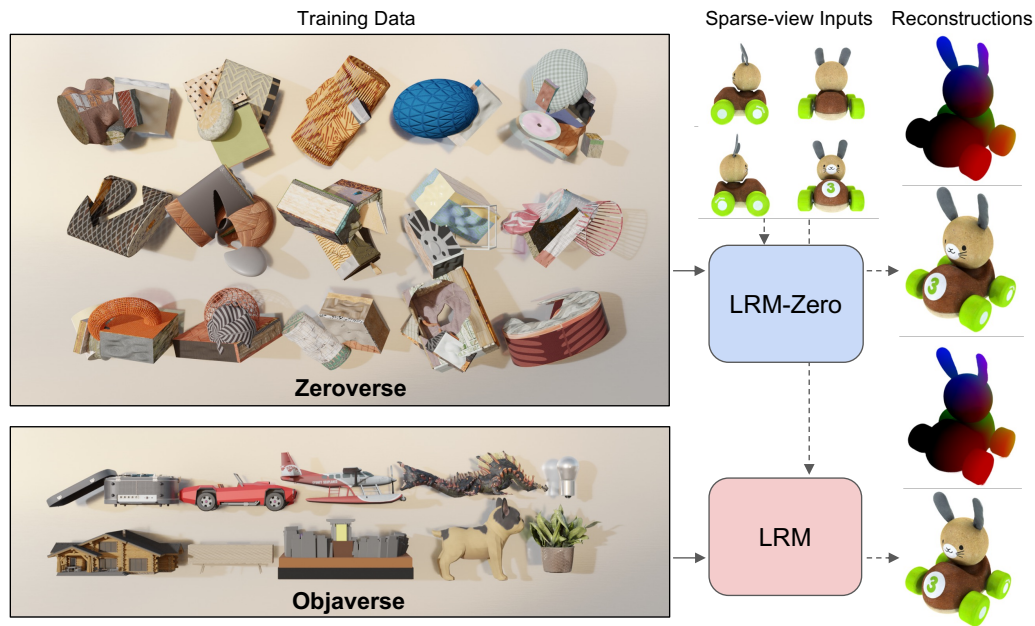 Training Data
Sparse-view Inputs
Reconstructions
3
LRM-Zero
3
Zeroverse
LRM
3
Objaverse